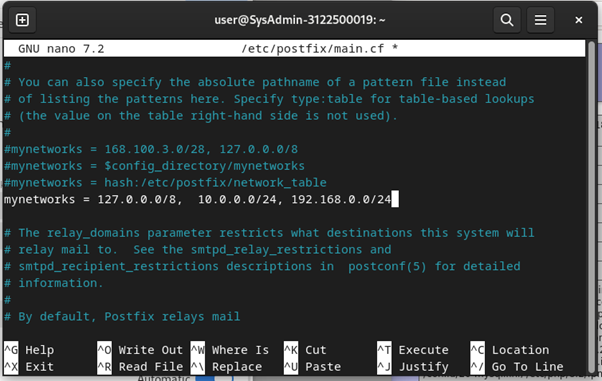 user@SysAdmin-3122500019: ~
GNU nano 7.2 /etc/postfix/main.cf *
#
# You can also specify the absolute pathname of a pattern file instead
# of listing the patterns here. Specify type:table for table-based lookups
# (the value on the table right-hand side is not used).
#
#mynetworks = 168.100.3.0/28, 127.0.0.0/8
#mynetworks = $config_directory/mynetworks
#mynetworks = hash:/etc/postfix/network_table
mynetworks = 127.0.0.0/8,  10.0.0.0/24, 192.168.0.0/24

# The relay_domains parameter restricts what destinations this system will
# relay mail to.  See the smtpd_relay_restrictions and
# smtpd_recipient_restrictions descriptions in  postconf(5) for detailed
# information.
#
# By default, Postfix relays mail
^G Help ^O Write Out ^W Where Is ^K Cut ^T Execute ^C Location
^X Exit ^R Read File ^\ Replace ^U Paste ^J Justify ^/ Go To Line
Automatic